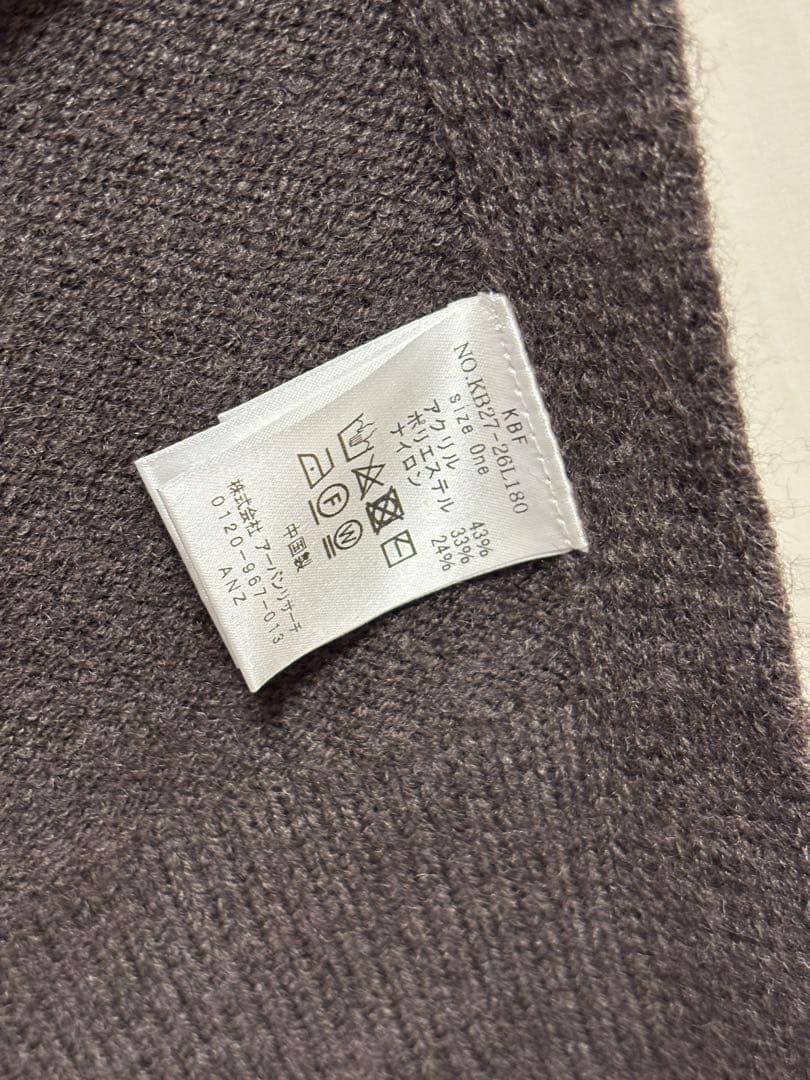 KBF
NO.KB27-26L180
size One
アクリル 43%
ポリエステル 33%
ナイロン 24%
F W
中国製
株式会社 アーバンリサーチ
0120-967-013
ANZ